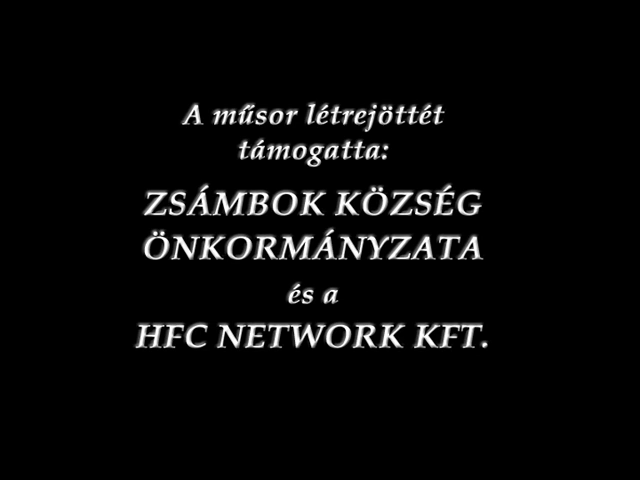 A műsor létrejöttét
támogatta:
ZSÁMBOK KÖZSÉG
ÖNKORMÁNYZATA
és a
HFC NETWORK KFT.